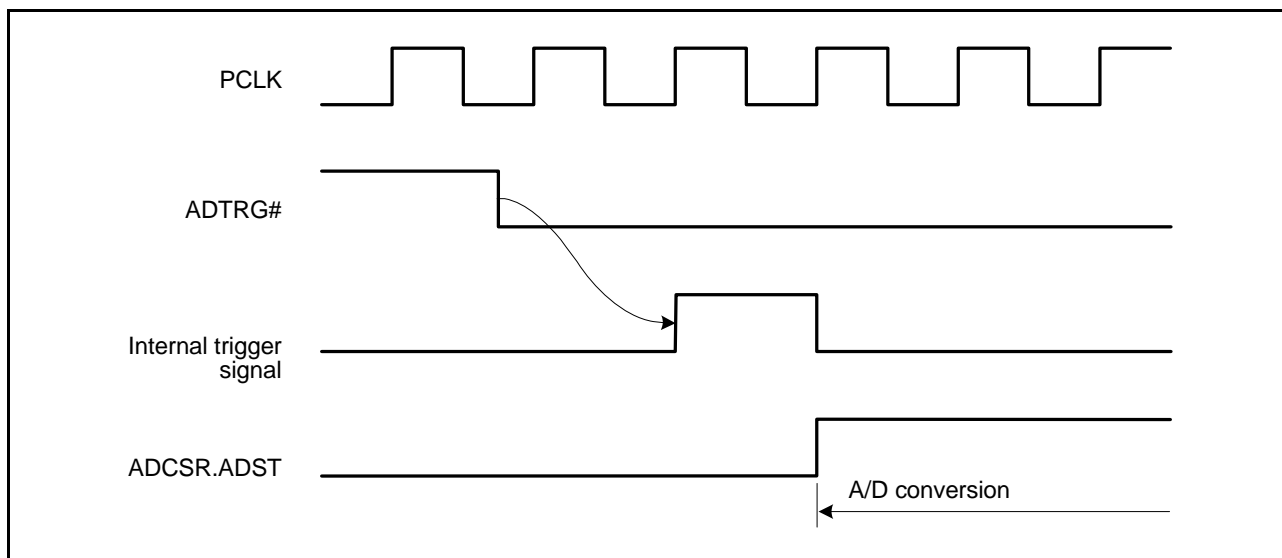 PCLK
ADTRG#
Internal trigger
signal
ADCSR.ADST
A/D conversion